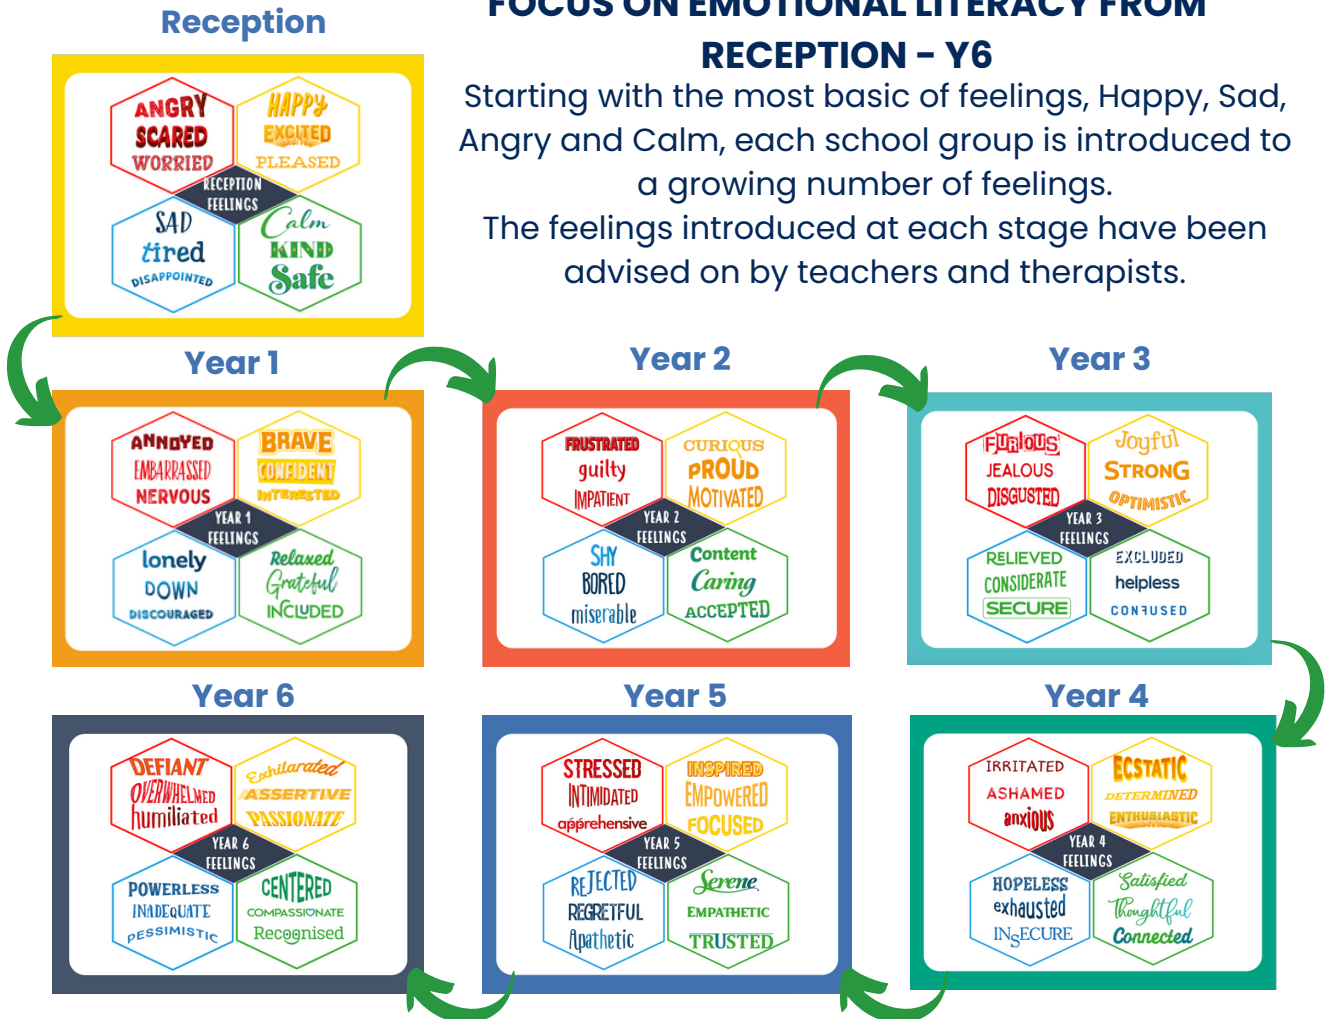 Reception
FOCUS ON EMOTIONAL LITERACY FROM
RECEPTION - Y6
Starting with the most basic of feelings, Happy, Sad,
Angry and Calm, each school group is introduced to
a growing number of feelings.
The feelings introduced at each stage have been
advised on by teachers and therapists.
ANGRY
SCARED
WORRIED
HAPPY
EXCITED
PLEASED
RECEPTION
FEELINGS
SAD
tired
DISAPPOINTED
Calm
KIND
Safe
Year 1
ANNOYED
EMBARRASSED
NERVOUS
BRAVE
CONFIDENT
INTERESTED
YEAR 1
FEELINGS
lonely
DOWN
DISCOURAGED
Relaxed
Grateful
INCLUDED
Year 2
FRUSTRATED
guilty
IMPATIENT
CURIOUS
PROUD
MOTIVATED
YEAR 2
FEELINGS
SHY
BORED
miserable
Content
Caring
ACCEPTED
Year 3
FURIOUS
JEALOUS
DISGUSTED
Joyful
STRONG
OPTIMISTIC
YEAR 3
FEELINGS
RELIEVED
CONSIDERATE
SECURE
EXCLUDED
helpless
CONFUSED
Year 6
DEFIANT
OVERWHELMED
humiliated
Exhilarated
ASSERTIVE
PASSIONATE
YEAR 6
FEELINGS
POWERLESS
INADEQUATE
PESSIMISTIC
CENTERED
COMPASSIONATE
Recognised
Year 5
STRESSED
INTIMIDATED
apprehensive
INSPIRED
EMPOWERED
FOCUSED
YEAR 5
FEELINGS
REJECTED
REGRETFUL
Apathetic
Serene
EMPATHETIC
TRUSTED
Year 4
IRRITATED
ASHAMED
anxious
ECSTATIC
DETERMINED
ENTHUSIASTIC
YEAR 4
FEELINGS
HOPELESS
exhausted
INSECURE
Satisfied
Thoughtful
Connected